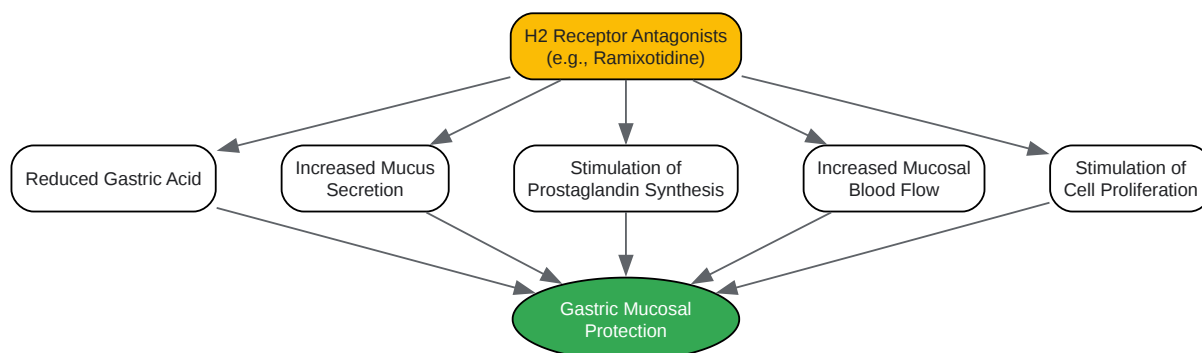 H2 Receptor Antagonists
(e.g., Ramixotidine)
Reduced Gastric Acid
Increased Mucus
Secretion
Stimulation of
Prostaglandin Synthesis
Increased Mucosal
Blood Flow
Stimulation of
Cell Proliferation
Gastric Mucosal
Protection